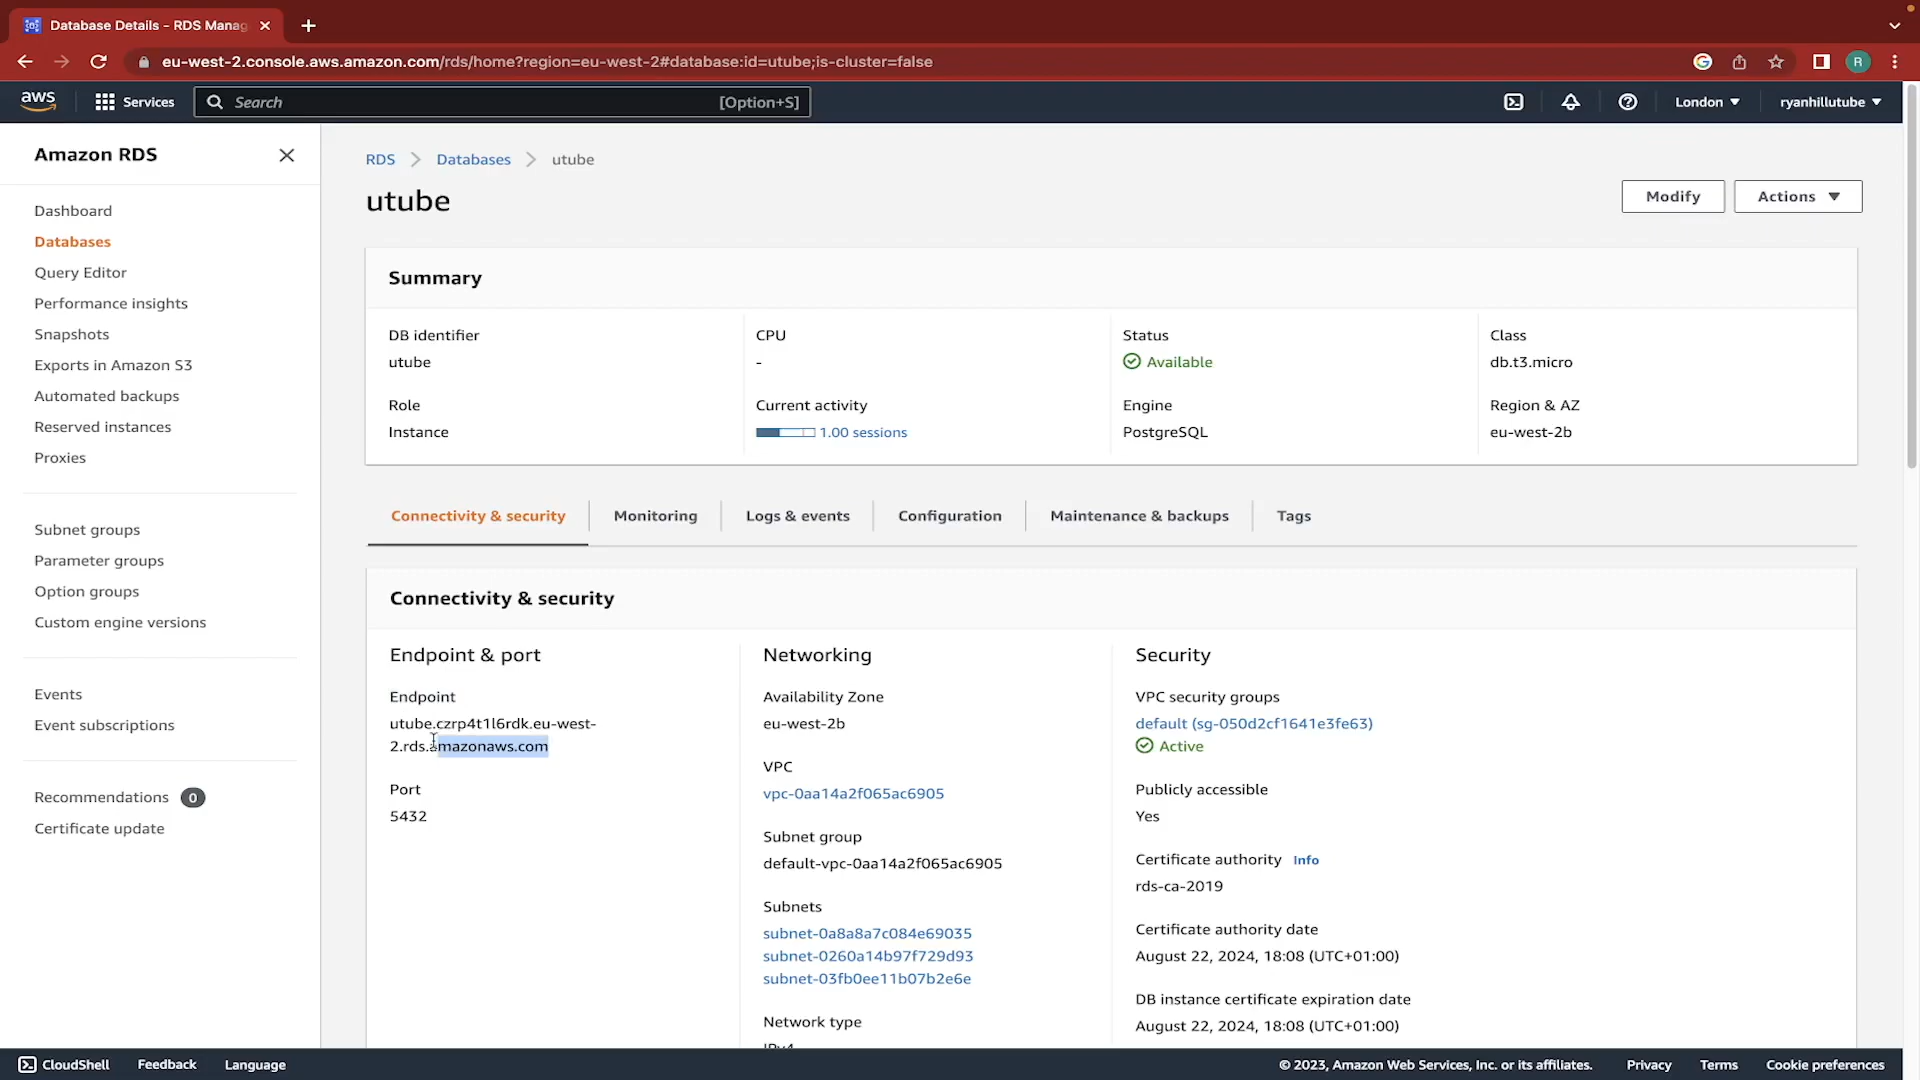 Database Details - RDS Manag
eu-west-2.console.aws.amazon.com/rds/home?region=eu-west-2#database:id=utube;is-cluster=false
R
aws
Services
Search
[Option+S]
London
ryanhillutube
Amazon RDS
Dashboard
Databases
Query Editor
Performance insights
Snapshots
Exports in Amazon S3
Automated backups
Reserved instances
Proxies
Subnet groups
Parameter groups
Option groups
Custom engine versions
Events
Event subscriptions
Recommendations 0
Certificate update
RDS > Databases > utube
utube
Modify
Actions
Summary
DB identifier
utube
CPU
-
Status
Available
Class
db.t3.micro
Role
Instance
Current activity
1.00 sessions
Engine
PostgreSQL
Region & AZ
eu-west-2b
Connectivity & security
Monitoring
Logs & events
Configuration
Maintenance & backups
Tags
Connectivity & security
Endpoint & port
Endpoint
utube.czrp4t1l6rdk.eu-west-
2.rds.amazonaws.com
Port
5432
Networking
Availability Zone
eu-west-2b
VPC
vpc-0aa14a2f065ac6905
Subnet group
default-vpc-0aa14a2f065ac6905
Subnets
subnet-0a8a8a7c084e69035
subnet-0260a14b97f729d93
subnet-03fb0ee11b07b2e6e
Network type
IPv4
Security
VPC security groups
default (sg-050d2cf1641e3fe63)
Active
Publicly accessible
Yes
Certificate authority Info
rds-ca-2019
Certificate authority date
August 22, 2024, 18:08 (UTC+01:00)
DB instance certificate expiration date
August 22, 2024, 18:08 (UTC+01:00)
CloudShell
Feedback
Language
© 2023, Amazon Web Services, Inc. or its affiliates.
Privacy
Terms
Cookie preferences